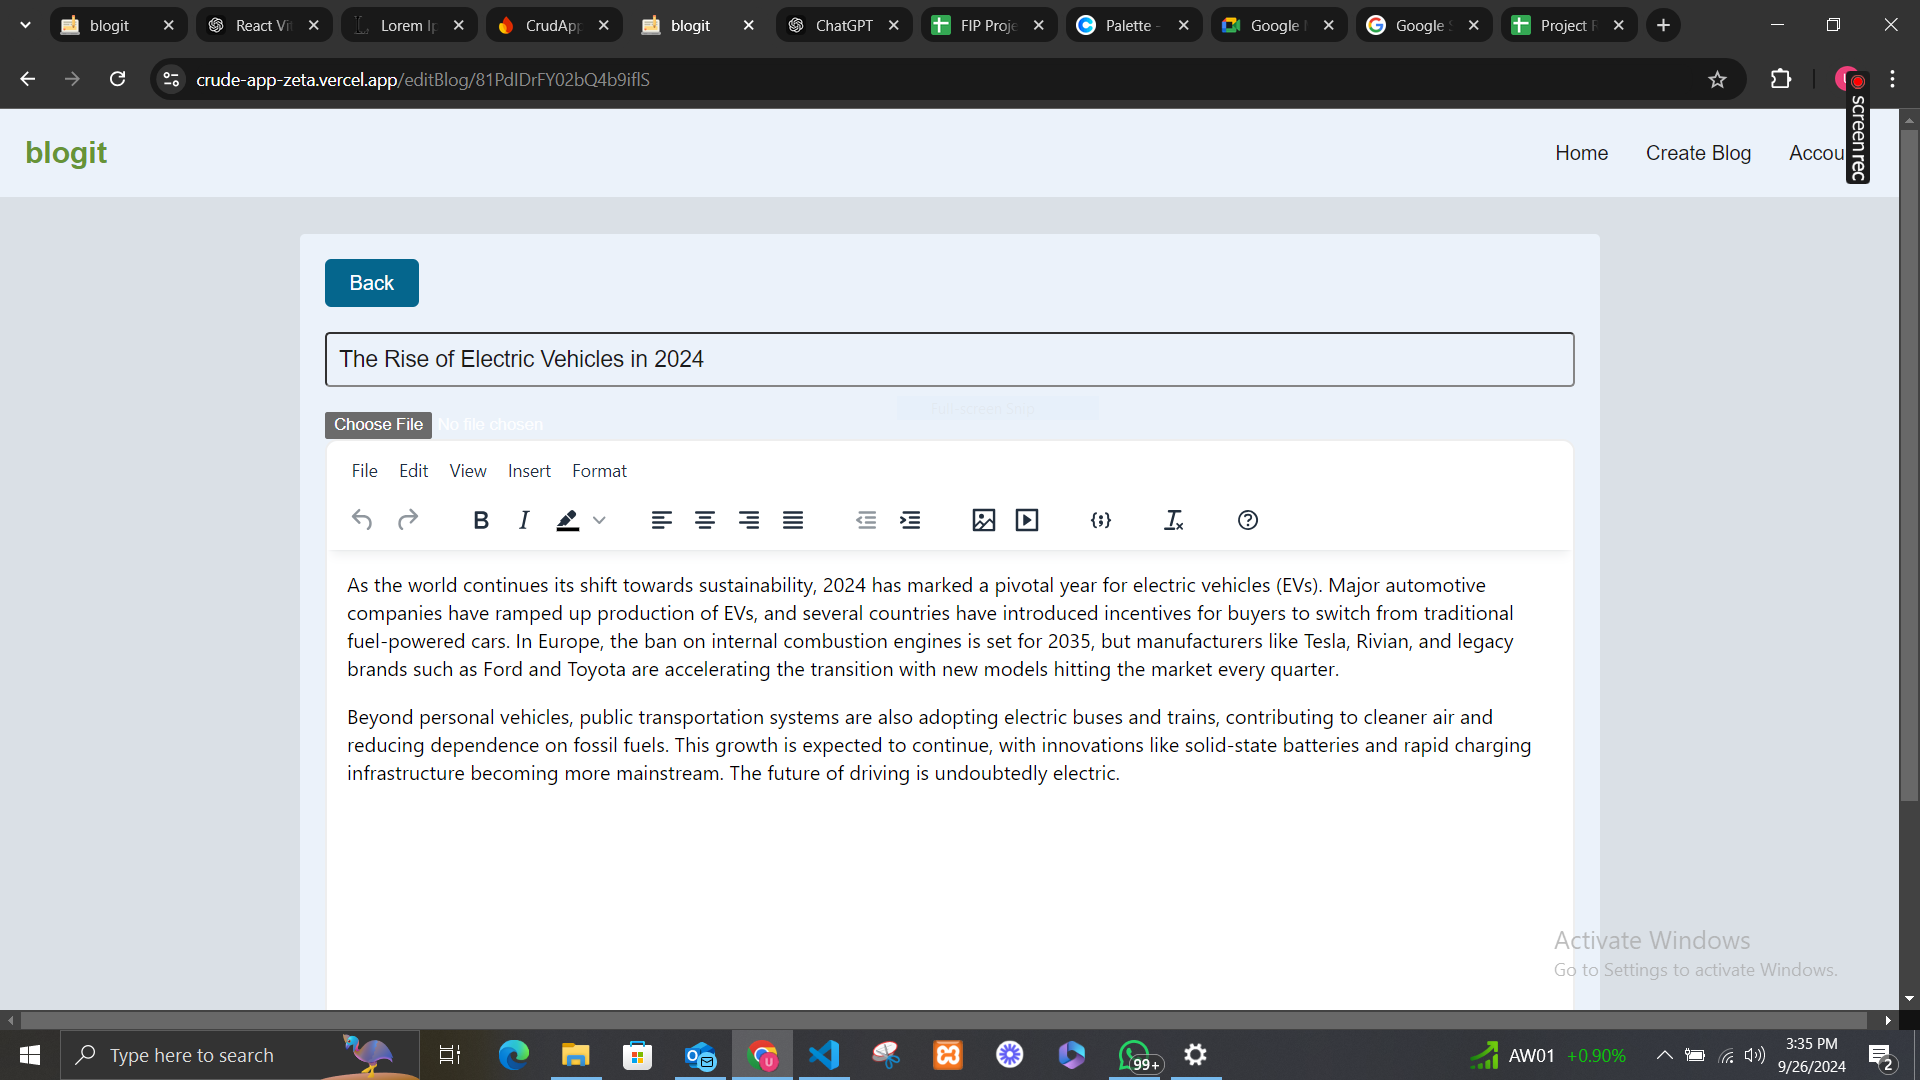 blogit
React Vi
Lorem Ip
CrudApp
blogit
ChatGPT
FIP Proje
Palette -
Google
Google
Project R
crude-app-zeta.vercel.app/editBlog/81PdIDrFY02bQ4b9iflS
screenrec
blogit
Home
Create Blog
Accou
Back
The Rise of Electric Vehicles in 2024
Full-screen Snip
Choose File No file chosen
File Edit View Insert Format
As the world continues its shift towards sustainability, 2024 has marked a pivotal year for electric vehicles (EVs). Major automotive
companies have ramped up production of EVs, and several countries have introduced incentives for buyers to switch from traditional
fuel-powered cars. In Europe, the ban on internal combustion engines is set for 2035, but manufacturers like Tesla, Rivian, and legacy
brands such as Ford and Toyota are accelerating the transition with new models hitting the market every quarter.
Beyond personal vehicles, public transportation systems are also adopting electric buses and trains, contributing to cleaner air and
reducing dependence on fossil fuels. This growth is expected to continue, with innovations like solid-state batteries and rapid charging
infrastructure becoming more mainstream. The future of driving is undoubtedly electric.
Activate Windows
Go to Settings to activate Windows.
Type here to search
99+
AW01 +0.90%
3:35 PM
9/26/2024
2